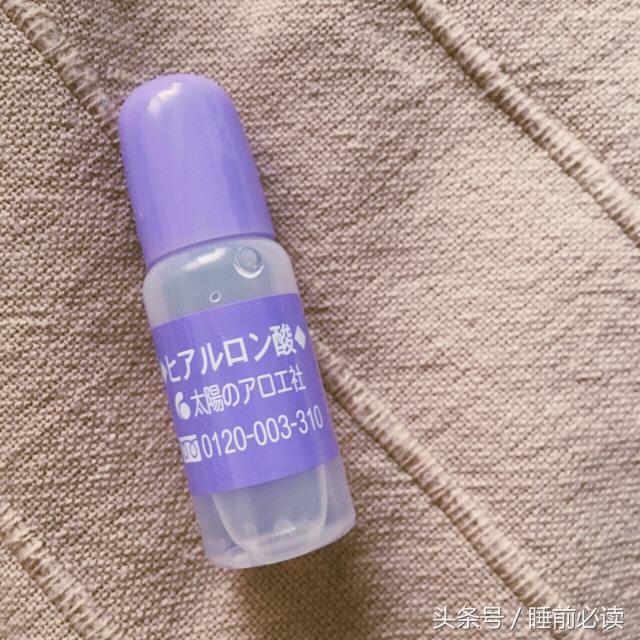 ◆ヒアルロン酸◆
太陽のアロエ社
0120-003-310
头条号 / 睡前必读